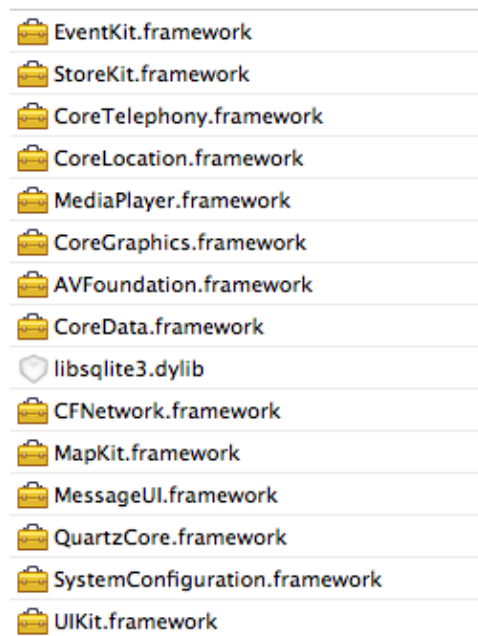 EventKit.framework
StoreKit.framework
CoreTelephony.framework
CoreLocation.framework
MediaPlayer.framework
CoreGraphics.framework
AVFoundation.framework
CoreData.framework
libsqlite3.dylib
CFNetwork.framework
MapKit.framework
MessageUI.framework
QuartzCore.framework
SystemConfiguration.framework
UIKit.framework